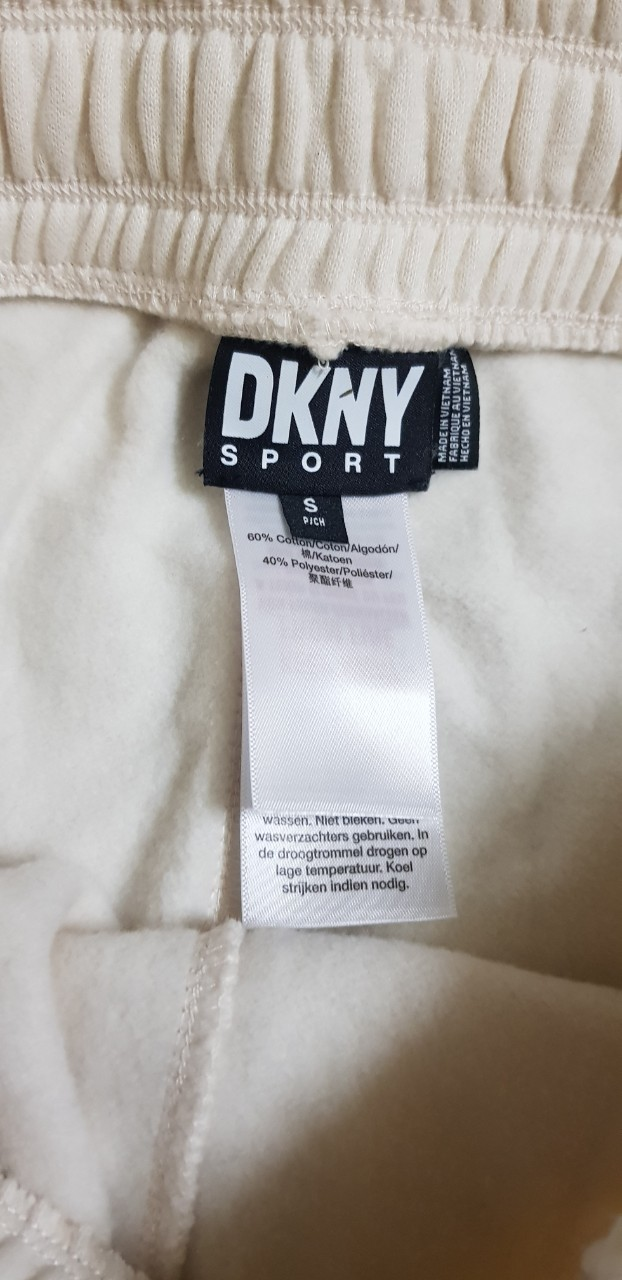 DKNY
SPORT
MADE IN VIETNAM
FABRIQUE AU VIETNAM
HECHO EN VIETNAM
S
P/CH
60% Cotton/Coton/Algodón/
棉/Katoen
40% Polyester/Poliéster/
聚酯纤维
wassen. Niet bleken. Geen
wasverzachters gebruiken. In
de droogtrommel drogen op
lage temperatuur. Koel
strijken indien nodig.